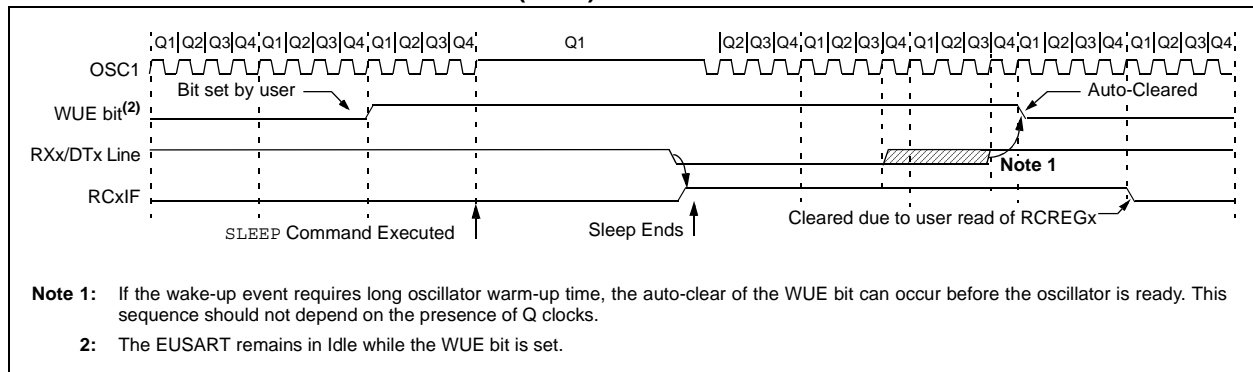 Q1 Q2 Q3 Q4 Q1 Q2 Q3 Q4 Q1 Q2 Q3 Q4 Q1 Q2 Q3 Q4 Q1 Q2 Q3 Q4 Q1 Q2 Q3 Q4 Q1 Q2 Q3 Q4
OSC1
Bit set by user
Auto-Cleared
WUE bit(2)
RXx/DTx Line
Note 1
RCxIF
Cleared due to user read of RCREGx
SLEEP Command Executed
Sleep Ends
Note 1: If the wake-up event requires long oscillator warm-up time, the auto-clear of the WUE bit can occur before the oscillator is ready. This
sequence should not depend on the presence of Q clocks.
2: The EUSART remains in Idle while the WUE bit is set.